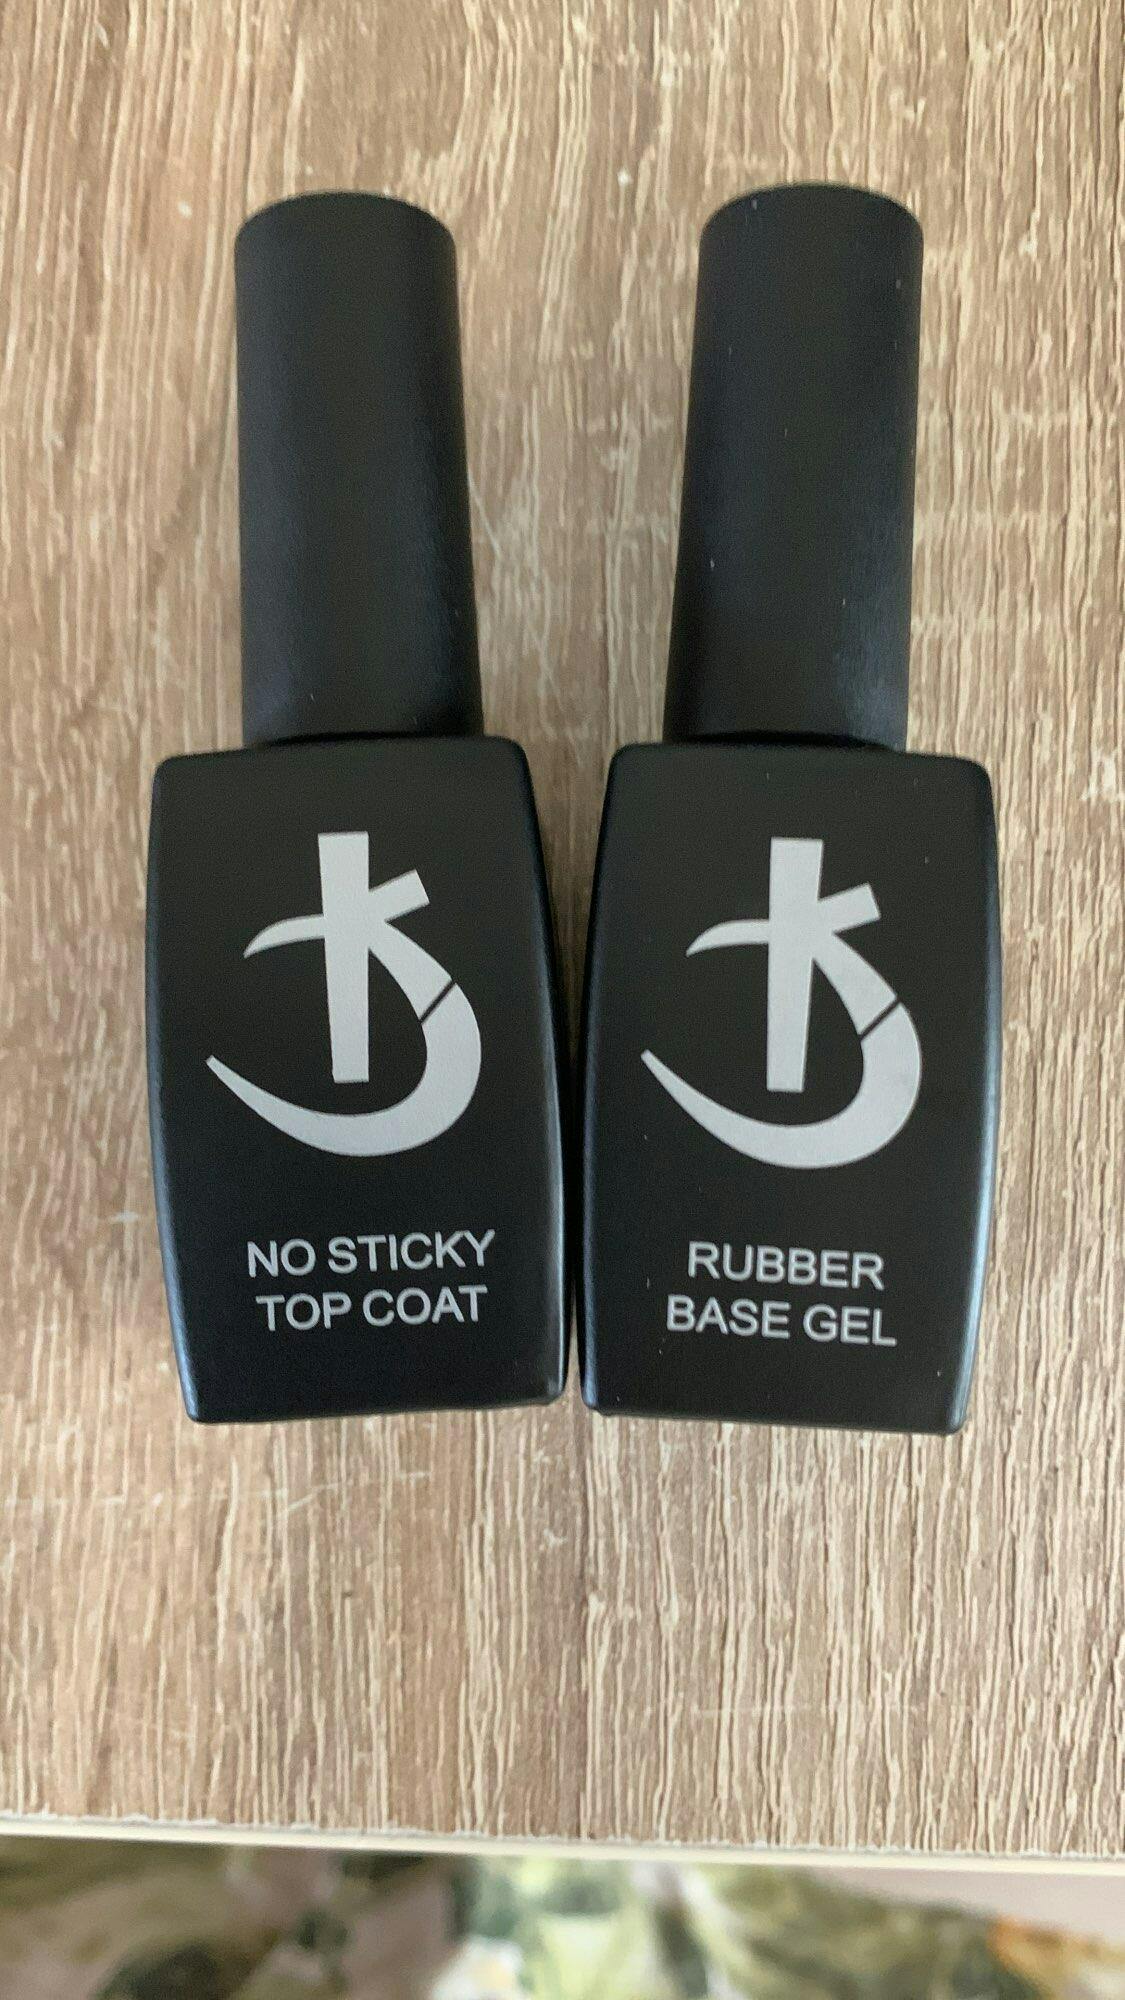 NO STICKY
TOP COAT
RUBBER
BASE GEL